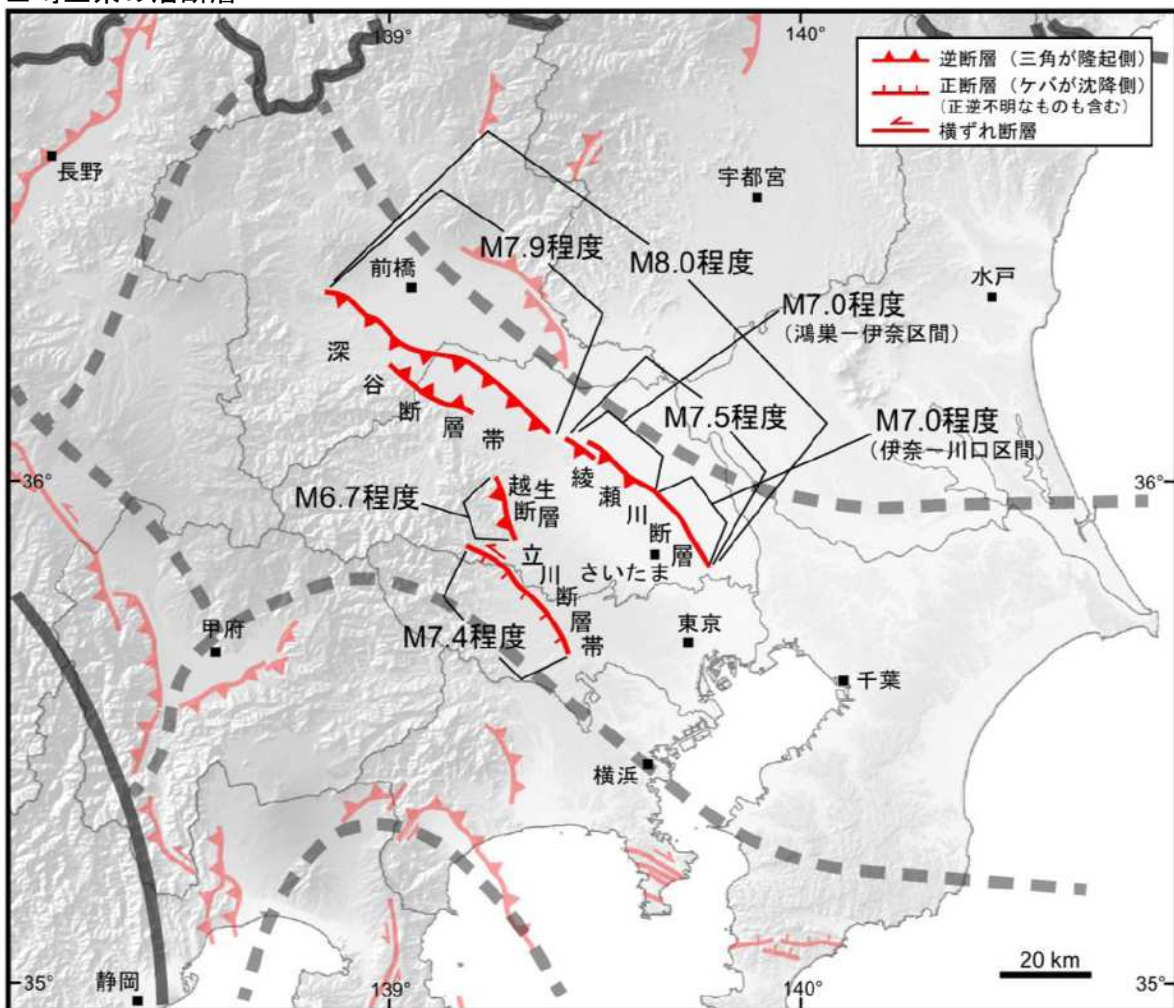 139°
140°
逆断層（三角が隆起側）
正断層（ケバが沈降側）
（正逆不明なものも含む）
横ずれ断層
長野
宇都宮
M7.9程度
M8.0程度
前橋
水戸
M7.0程度
（鴻巣－伊奈区間）
深谷断層帯
M7.5程度
M7.0程度
（伊奈－川口区間）
綾瀬川断層
36°
36°
M6.7程度
越生断層
立川断層帯
さいたま
甲府
M7.4程度
東京
千葉
横浜
20 km
35°
35°
静岡
139°
140°